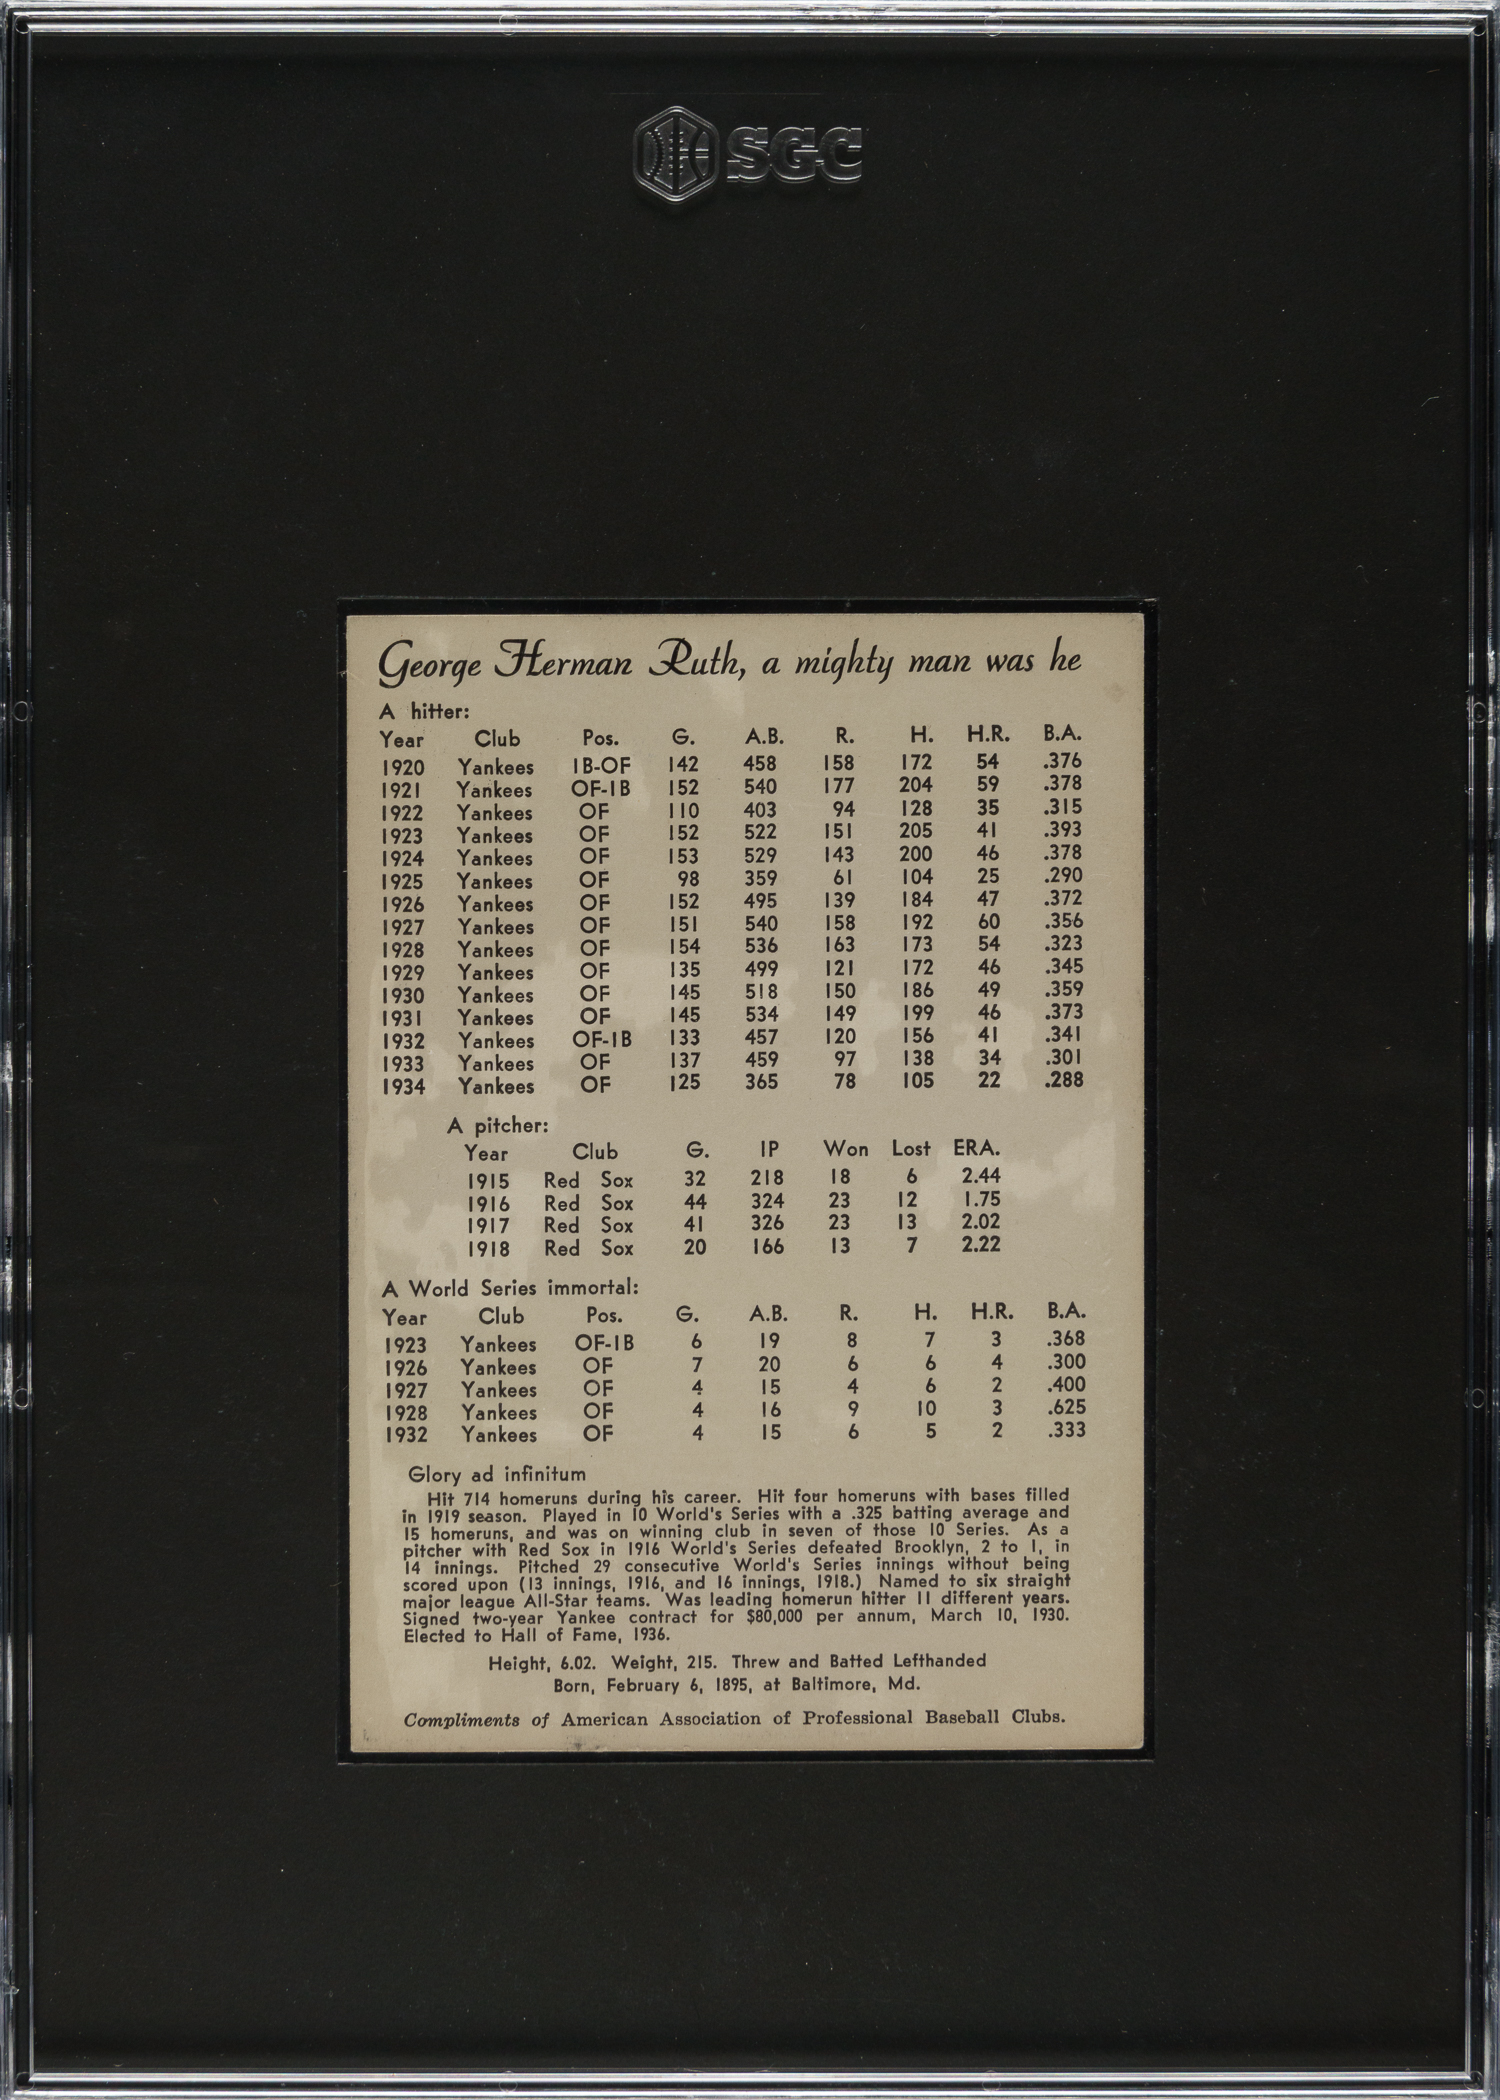 SGC
George Herman Ruth, a mighty man was he
A hitter:
Year Club Pos. G. A.B. R. H. H.R. B.A.
1920 Yankees 1B-OF 142 458 158 172 54 .376
1921 Yankees OF-1B 152 540 177 204 59 .378
1922 Yankees OF 110 403 94 128 35 .315
1923 Yankees OF 152 522 151 205 41 .393
1924 Yankees OF 153 529 143 200 46 .378
1925 Yankees OF 98 359 61 104 25 .290
1926 Yankees OF 152 495 139 184 47 .372
1927 Yankees OF 151 540 158 192 60 .356
1928 Yankees OF 154 536 163 173 54 .323
1929 Yankees OF 135 499 121 172 46 .345
1930 Yankees OF 145 518 150 186 49 .359
1931 Yankees OF 145 534 149 199 46 .373
1932 Yankees OF-1B 133 457 120 156 41 .341
1933 Yankees OF 137 459 97 138 34 .301
1934 Yankees OF 125 365 78 105 22 .288
A pitcher:
Year Club G. IP Won Lost ERA.
1915 Red Sox 32 218 18 6 2.44
1916 Red Sox 44 324 23 12 1.75
1917 Red Sox 41 326 23 13 2.02
1918 Red Sox 20 166 13 7 2.22
A World Series immortal:
Year Club Pos. G. A.B. R. H. H.R. B.A.
1923 Yankees OF-1B 6 19 8 7 3 .368
1926 Yankees OF 7 20 6 6 4 .300
1927 Yankees OF 4 15 4 6 2 .400
1928 Yankees OF 4 16 9 10 3 .625
1932 Yankees OF 4 15 6 5 2 .333
Glory ad infinitum
Hit 714 homeruns during his career. Hit four homeruns with bases filled
in 1919 season. Played in 10 World's Series with a .325 batting average and
15 homeruns, and was on winning club in seven of those 10 Series. As a
pitcher with Red Sox in 1916 World's Series defeated Brooklyn, 2 to 1, in
14 innings. Pitched 29 consecutive World's Series innings without being
scored upon (13 innings, 1916, and 16 innings, 1918.) Named to six straight
major league All-Star teams. Was leading homerun hitter 11 different years.
Signed two-year Yankee contract for $80,000 per annum, March 10, 1930.
Elected to Hall of Fame, 1936.
Height, 6.02. Weight, 215. Threw and Batted Lefthanded
Born, February 6, 1895, at Baltimore, Md.
Compliments of American Association of Professional Baseball Clubs.